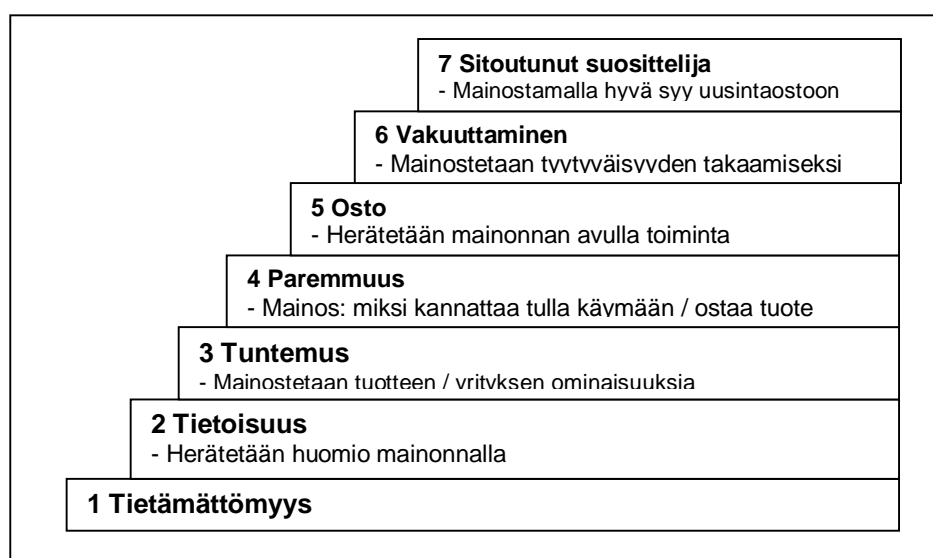 7 Sitoutunut suosittelija
- Mainostamalla hyvä syy uusintaostoon
6 Vakuuttaminen
- Mainostetaan tyytyväisyyden takaamiseksi
5 Osto
- Herätetään mainonnan avulla toiminta
4 Paremmuus
- Mainos: miksi kannattaa tulla käymään / ostaa tuote
3 Tuntemus
- Mainostetaan tuotteen / yrityksen ominaisuuksia
2 Tietoisuus
- Herätetään huomio mainonnalla
1 Tietämättömyys